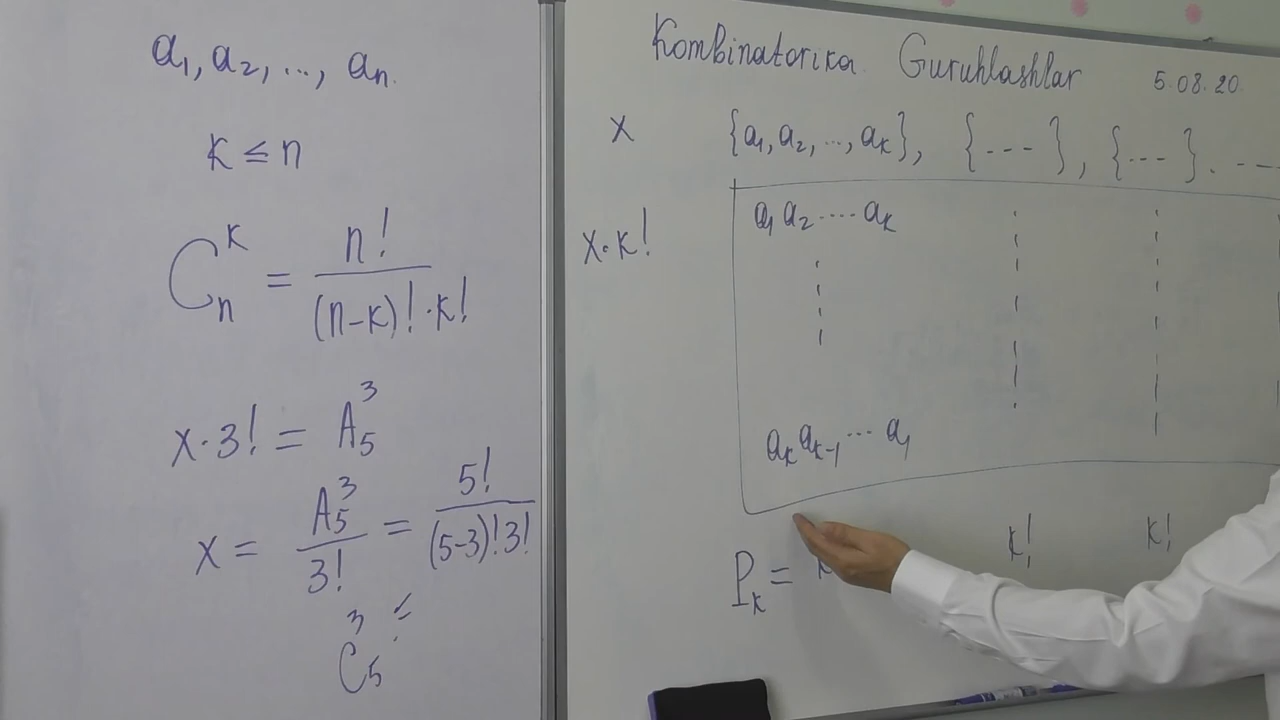 a₁, a₂, ..., aₙ.
k ≤ n
Cₙᵏ = n! / (n-k)!·k!
x·3! = A₅³
x = A₅³ / 3! = 5! / (5-3)!3!
C₅³ =
Kombinatorika Guruhlashlar 5.08.20
x {a₁, a₂, ..., aₖ}, {---}, {---}. ---
x·k! a₁ a₂ ···· aₖ
aₖ aₖ₋₁ ··· a₁
Pₖ = k! k!